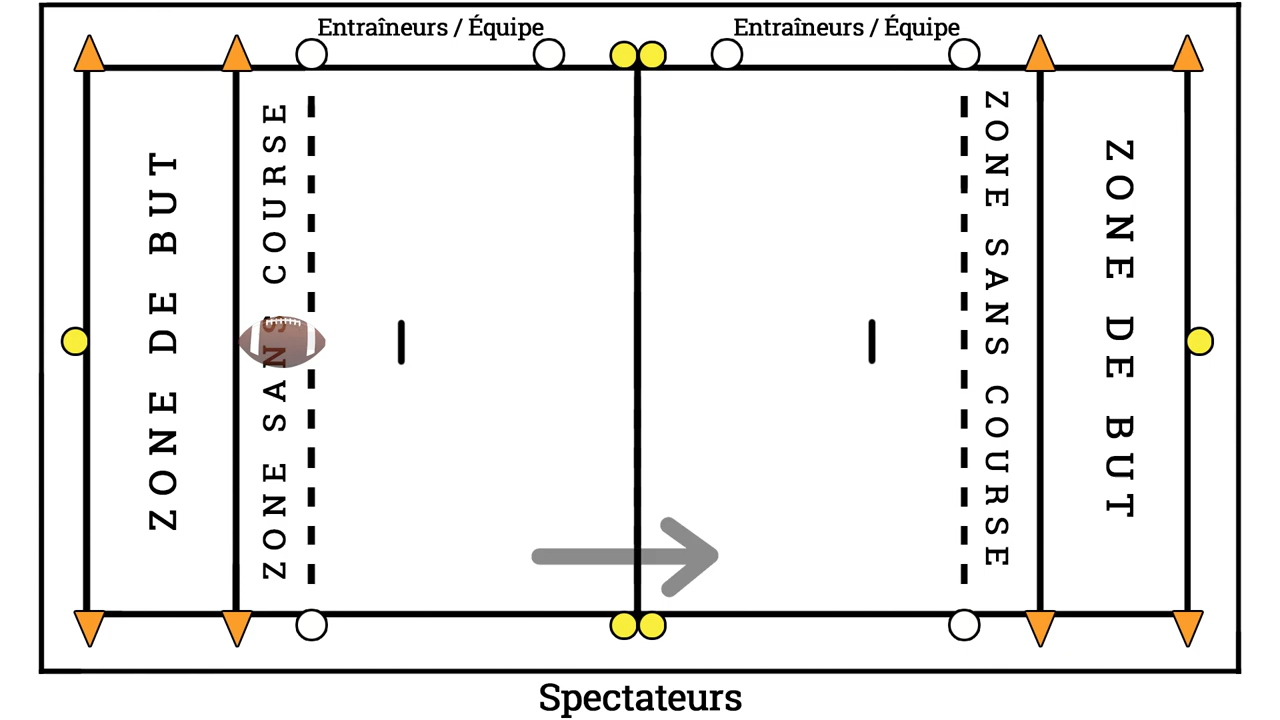 Entraîneurs / Équipe
Entraîneurs / Équipe
ZONE DE BUT
ZONE SANS COURSE
ZONE SANS COURSE
ZONE DE BUT
Spectateurs